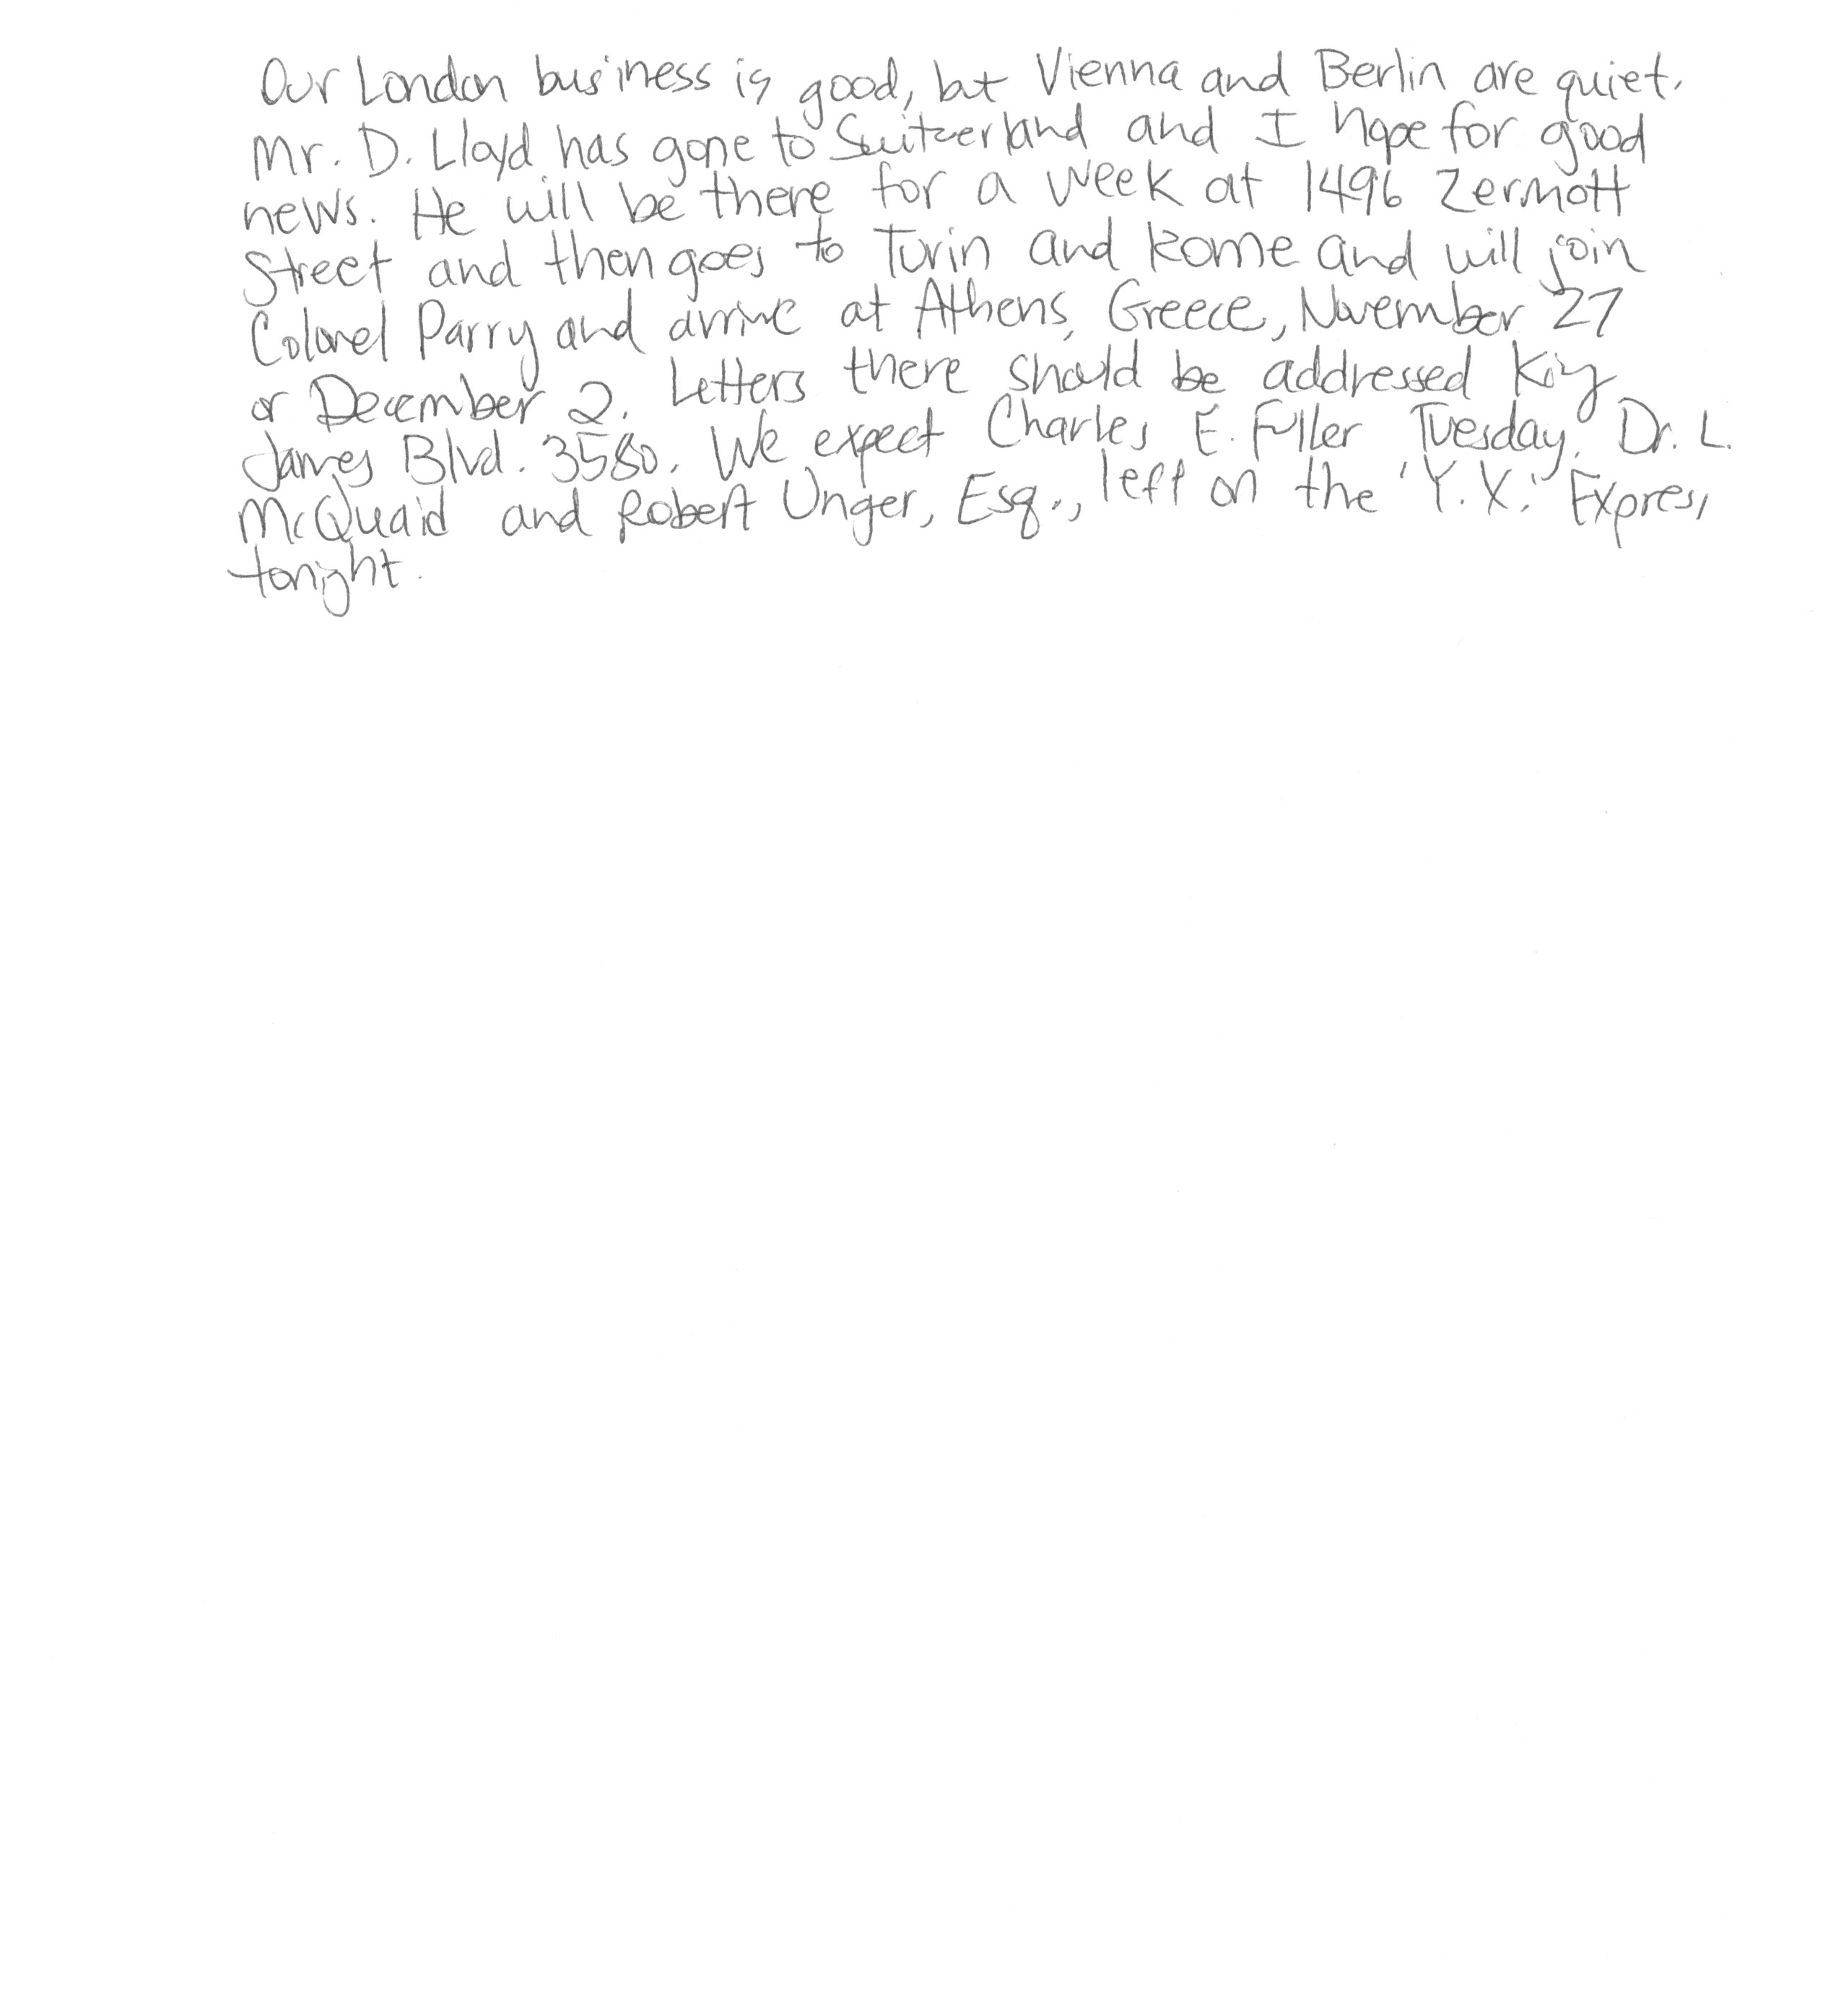 Our London business is good, but Vienna and Berlin are quiet.
Mr. D. Lloyd has gone to Switzerland and I hope for good
news. He will be there for a week at 1496 Zermott
Street and then goes to Turin and Rome and will join
Colonel Parry and arrive at Athens, Greece, November 27
or December 2. Letters there should be addressed King
James Blvd. 3580. We expect Charles E. Fuller Tuesday. Dr. L.
McQuaid and Robert Unger, Esq., left on the "Y.X." Express
tonight.